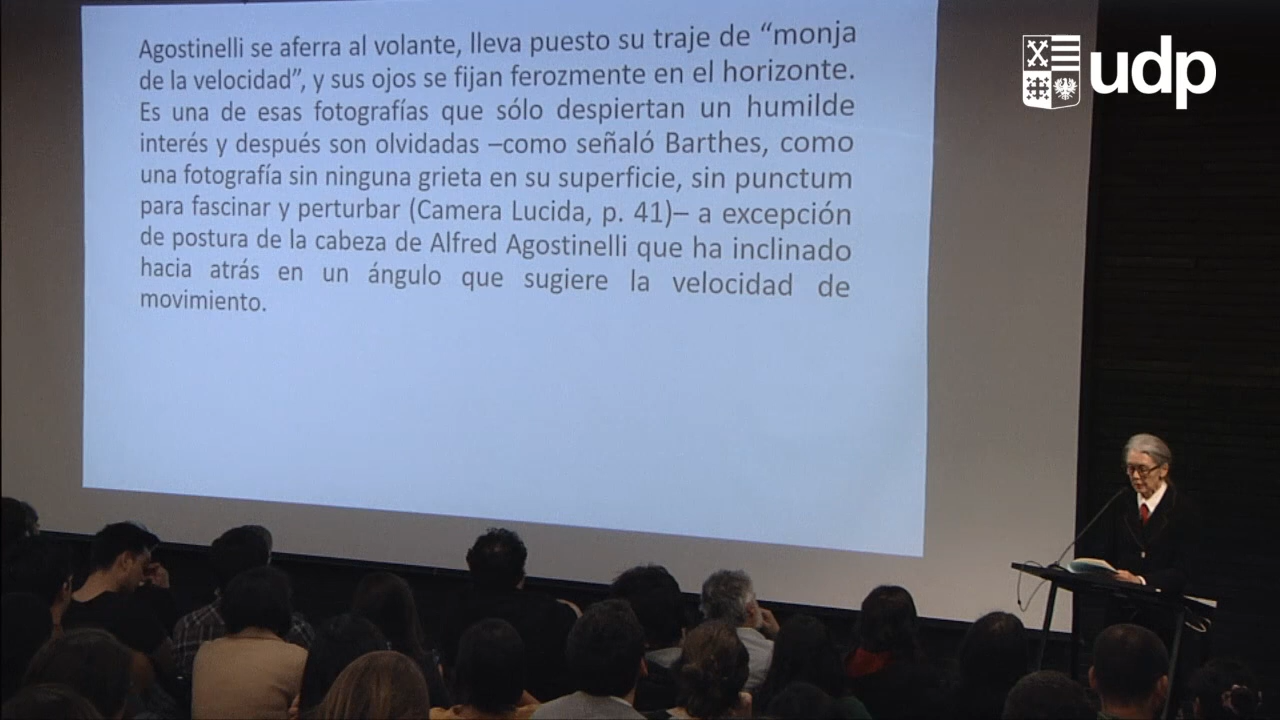 Agostinelli se aferra al volante, lleva puesto su traje de “monja
de la velocidad”, y sus ojos se fijan ferozmente en el horizonte.
Es una de esas fotografías que sólo despiertan un humilde
interés y después son olvidadas –como señaló Barthes, como
una fotografía sin ninguna grieta en su superficie, sin punctum
para fascinar y perturbar (Camera Lucida, p. 41)– a excepción
de postura de la cabeza de Alfred Agostinelli que ha inclinado
hacia atrás en un ángulo que sugiere la velocidad de
movimiento.
udp